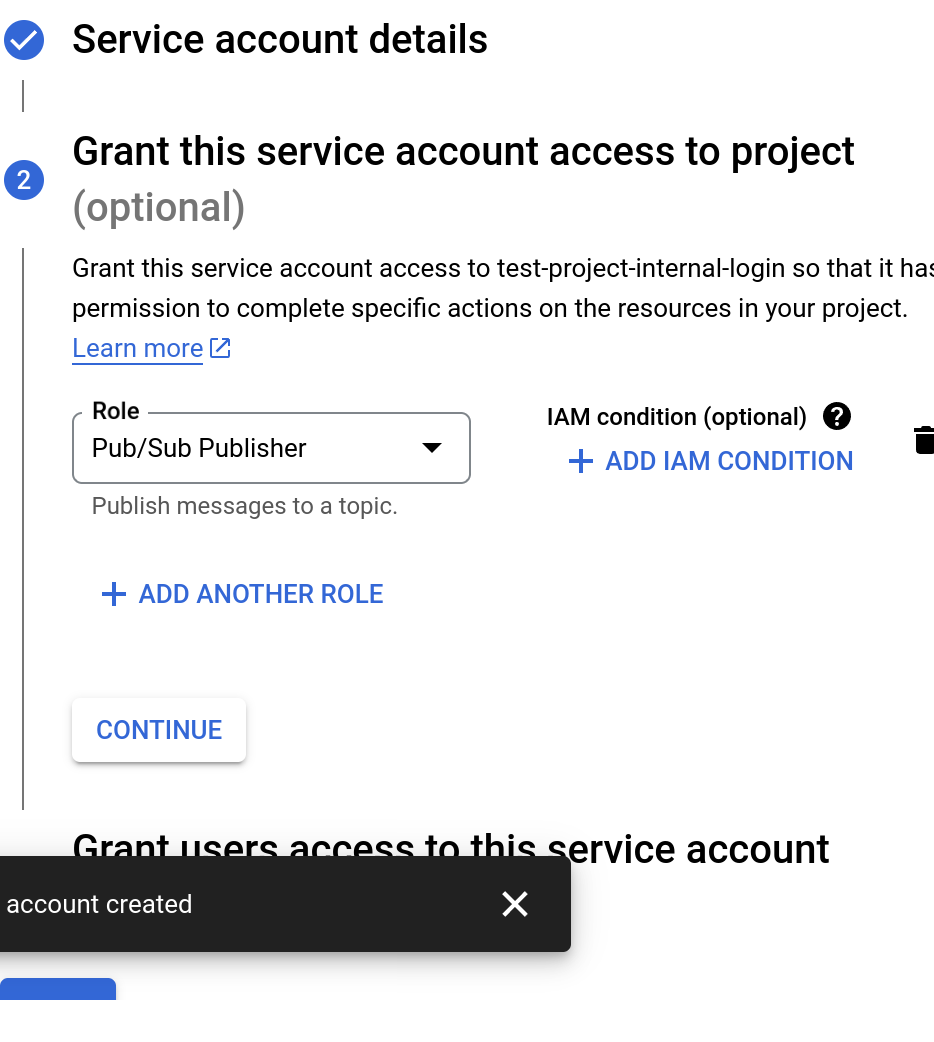 Service account details
2
Grant this service account access to project
(optional)
Grant this service account access to test-project-internal-login so that it has
permission to complete specific actions on the resources in your project.
Learn more
Role
Pub/Sub Publisher
Publish messages to a topic.
IAM condition (optional)
ADD IAM CONDITION
ADD ANOTHER ROLE
CONTINUE
Grant users access to this service account
account created